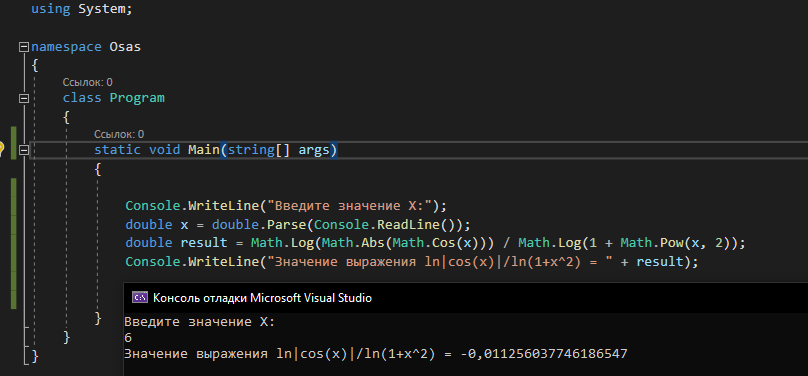 using System;
namespace Osas
{
Ссылок: 0
class Program
{
Ссылок: 0
static void Main(string[] args)
{
Console.WriteLine("Введите значение X:");
double x = double.Parse(Console.ReadLine());
double result = Math.Log(Math.Abs(Math.Cos(x))) / Math.Log(1 + Math.Pow(x, 2));
Console.WriteLine("Значение выражения ln|cos(x)|/ln(1+x^2) = " + result);
}
}
}
Консоль отладки Microsoft Visual Studio
Введите значение X:
6
Значение выражения ln|cos(x)|/ln(1+x^2) = -0,011256037746186547